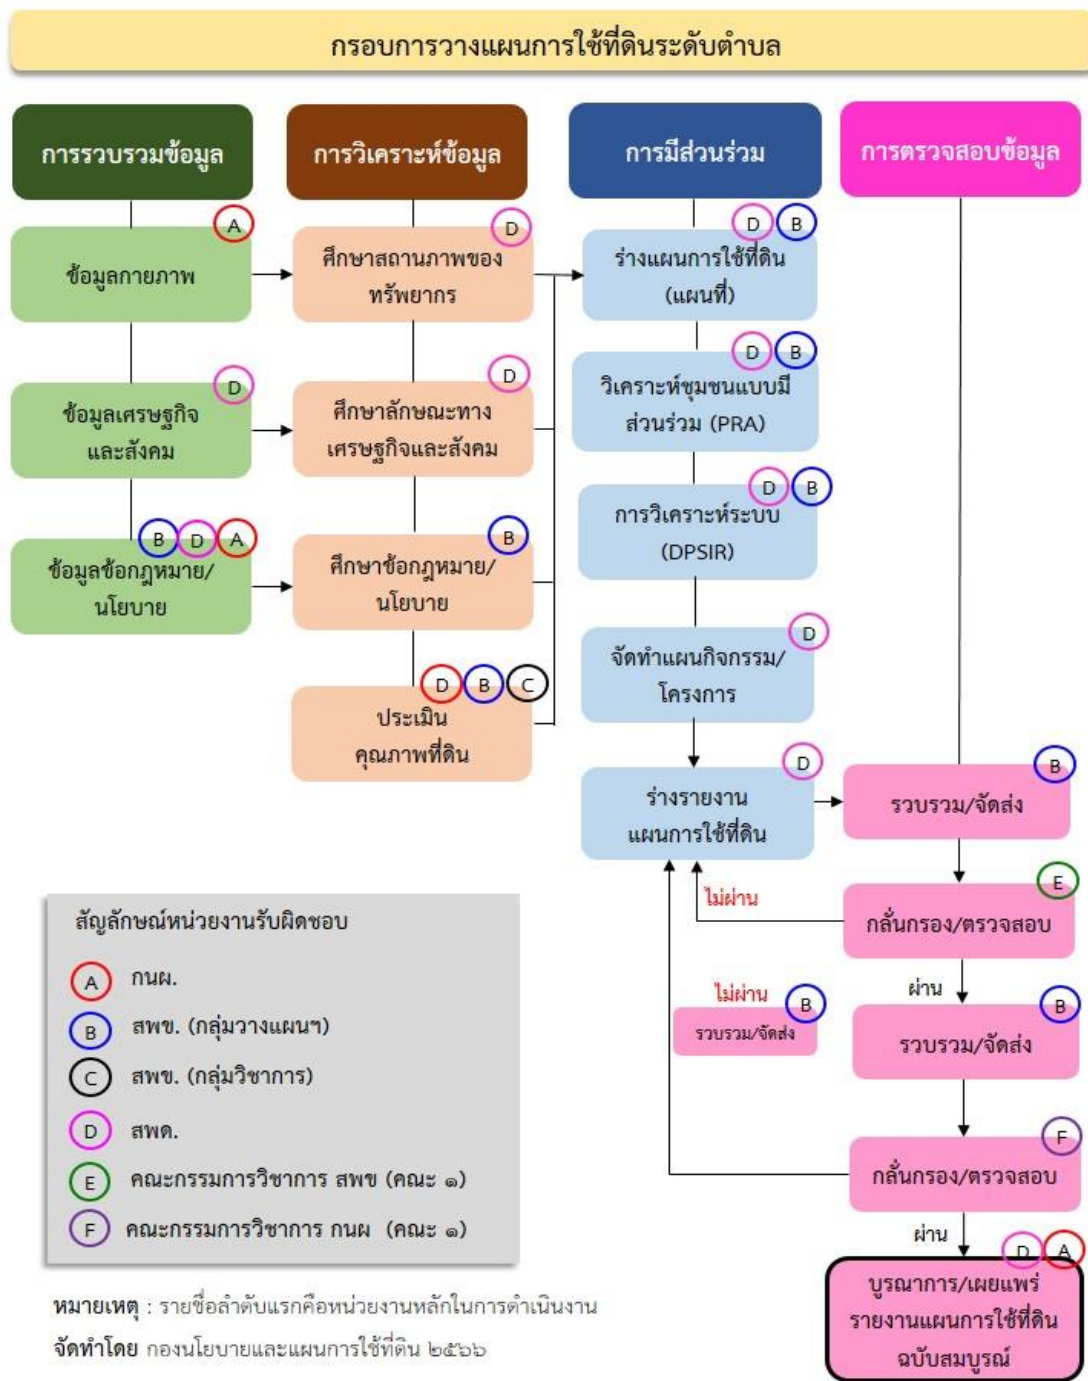 กรอบการวางแผนการใช้ที่ดินระดับตำบล
การรวบรวมข้อมูล
A
ข้อมูลกายภาพ
D
ข้อมูลเศรษฐกิจ
และสังคม
B D A
ข้อมูลข้อกฎหมาย/
นโยบาย
การวิเคราะห์ข้อมูล
D
ศึกษาสถานภาพของ
ทรัพยากร
D
ศึกษาลักษณะทาง
เศรษฐกิจและสังคม
B
ศึกษาข้อกฎหมาย/
นโยบาย
D B C
ประเมิน
คุณภาพที่ดิน
การมีส่วนร่วม
D B
ร่างแผนการใช้ที่ดิน
(แผนที่)
D B
วิเคราะห์ชุมชนแบบมี
ส่วนร่วม (PRA)
D B
การวิเคราะห์ระบบ
(DPSIR)
D
จัดทำแผนกิจกรรม/
โครงการ
D
ร่างรายงาน
แผนการใช้ที่ดิน
การตรวจสอบข้อมูล
B
รวบรวม/จัดส่ง
E
กลั่นกรอง/ตรวจสอบ
ไม่ผ่าน
ผ่าน
B
รวบรวม/จัดส่ง
ไม่ผ่าน
B
รวบรวม/จัดส่ง
F
กลั่นกรอง/ตรวจสอบ
ผ่าน
D A
บูรณาการ/เผยแพร่
รายงานแผนการใช้ที่ดิน
ฉบับสมบูรณ์
สัญลักษณ์หน่วยงานรับผิดชอบ
A กนผ.
B สพข. (กลุ่มวางแผนฯ)
C สพข. (กลุ่มวิชาการ)
D สพด.
E คณะกรรมการวิชาการ สพข (คณะ ๑)
F คณะกรรมการวิชาการ กนผ (คณะ ๑)
หมายเหตุ : รายชื่อลำดับแรกคือหน่วยงานหลักในการดำเนินงาน
จัดทำโดย กองนโยบายและแผนการใช้ที่ดิน ๒๕๖๖